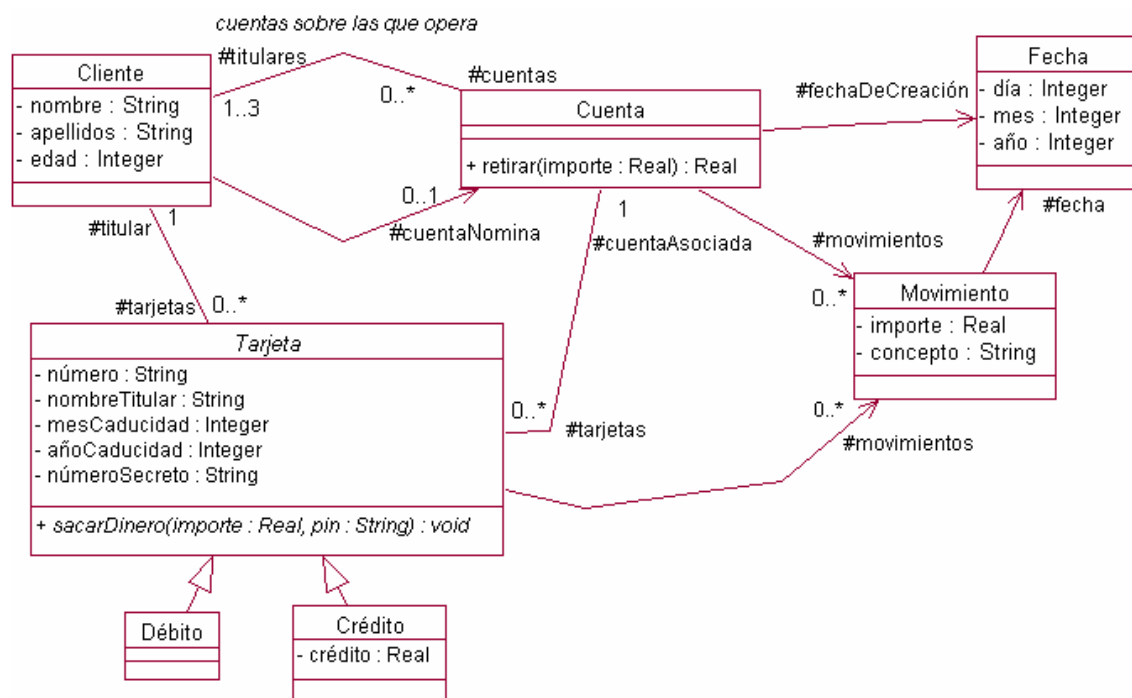 cuentas sobre las que opera
#titulares
Cliente
- nombre : String
- apellidos : String
- edad : Integer
1..3
0..*
#cuentas
Cuenta
+ retirar(importe : Real) : Real
#fechaDeCreación
Fecha
- día : Integer
- mes : Integer
- año : Integer
#titular
1
0..1
#cuentaNomina
1
#cuentaAsociada
#movimientos
#fecha
0..*
Movimiento
- importe : Real
- concepto : String
#tarjetas
0..*
Tarjeta
- número : String
- nombreTitular : String
- mesCaducidad : Integer
- añoCaducidad : Integer
- númeroSecreto : String
+ sacarDinero(importe : Real, pin : String) : void
0..*
#tarjetas
0..*
#movimientos
Débito
Crédito
- crédito : Real